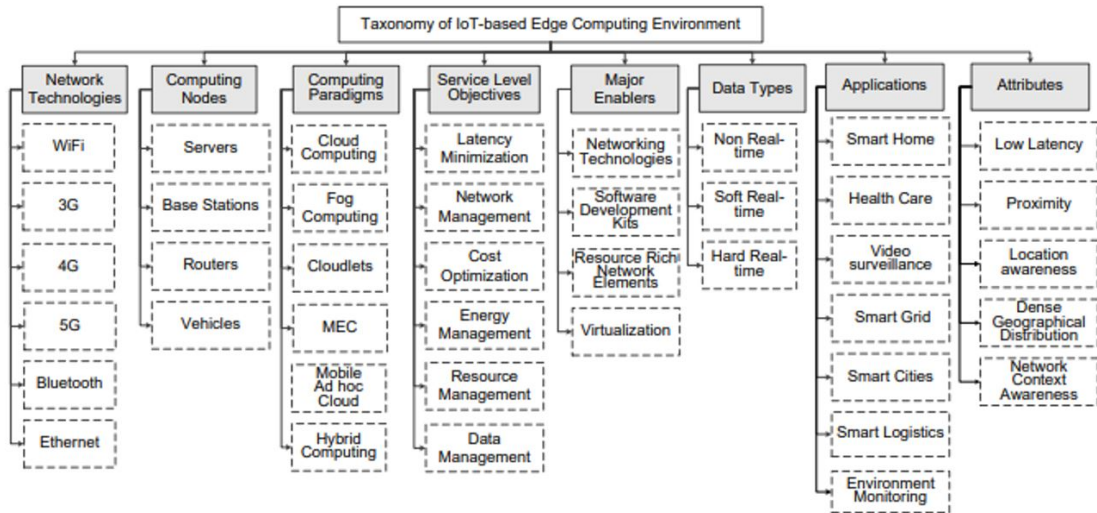 Taxonomy of IoT-based Edge Computing Environment
Network
Technologies
WiFi
3G
4G
5G
Bluetooth
Ethernet
Computing
Nodes
Servers
Base Stations
Routers
Vehicles
Computing
Paradigms
Cloud
Computing
Fog
Computing
Cloudlets
MEC
Mobile
Ad hoc
Cloud
Hybrid
Computing
Service Level
Objectives
Latency
Minimization
Network
Management
Cost
Optimization
Energy
Management
Resource
Management
Data
Management
Major
Enablers
Networking
Technologies
Software
Development
Kits
Resource Rich
Network
Elements
Virtualization
Data Types
Non Real-
time
Soft Real-
time
Hard Real-
time
Applications
Smart Home
Health Care
Video
surveillance
Smart Grid
Smart Cities
Smart Logistics
Environment
Monitoring
Attributes
Low Latency
Proximity
Location
awareness
Dense
Geographical
Distribution
Network
Context
Awareness